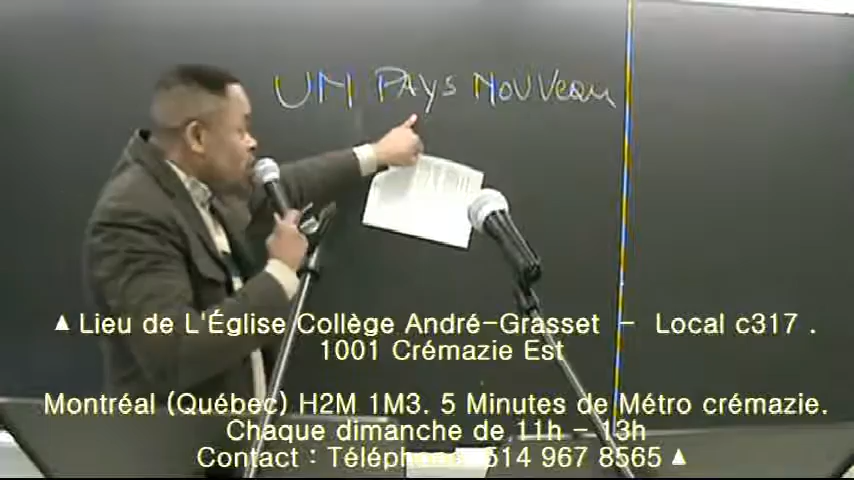 UN PAYS NOUVEAU
▲ Lieu de L'Église Collège André-Grasset - Local c317 .
1001 Crémazie Est
Montréal (Québec) H2M 1M3. 5 Minutes de Métro crémazie.
Chaque dimanche de 11h - 13h
Contact : Téléphone 514 967 8565 ▲